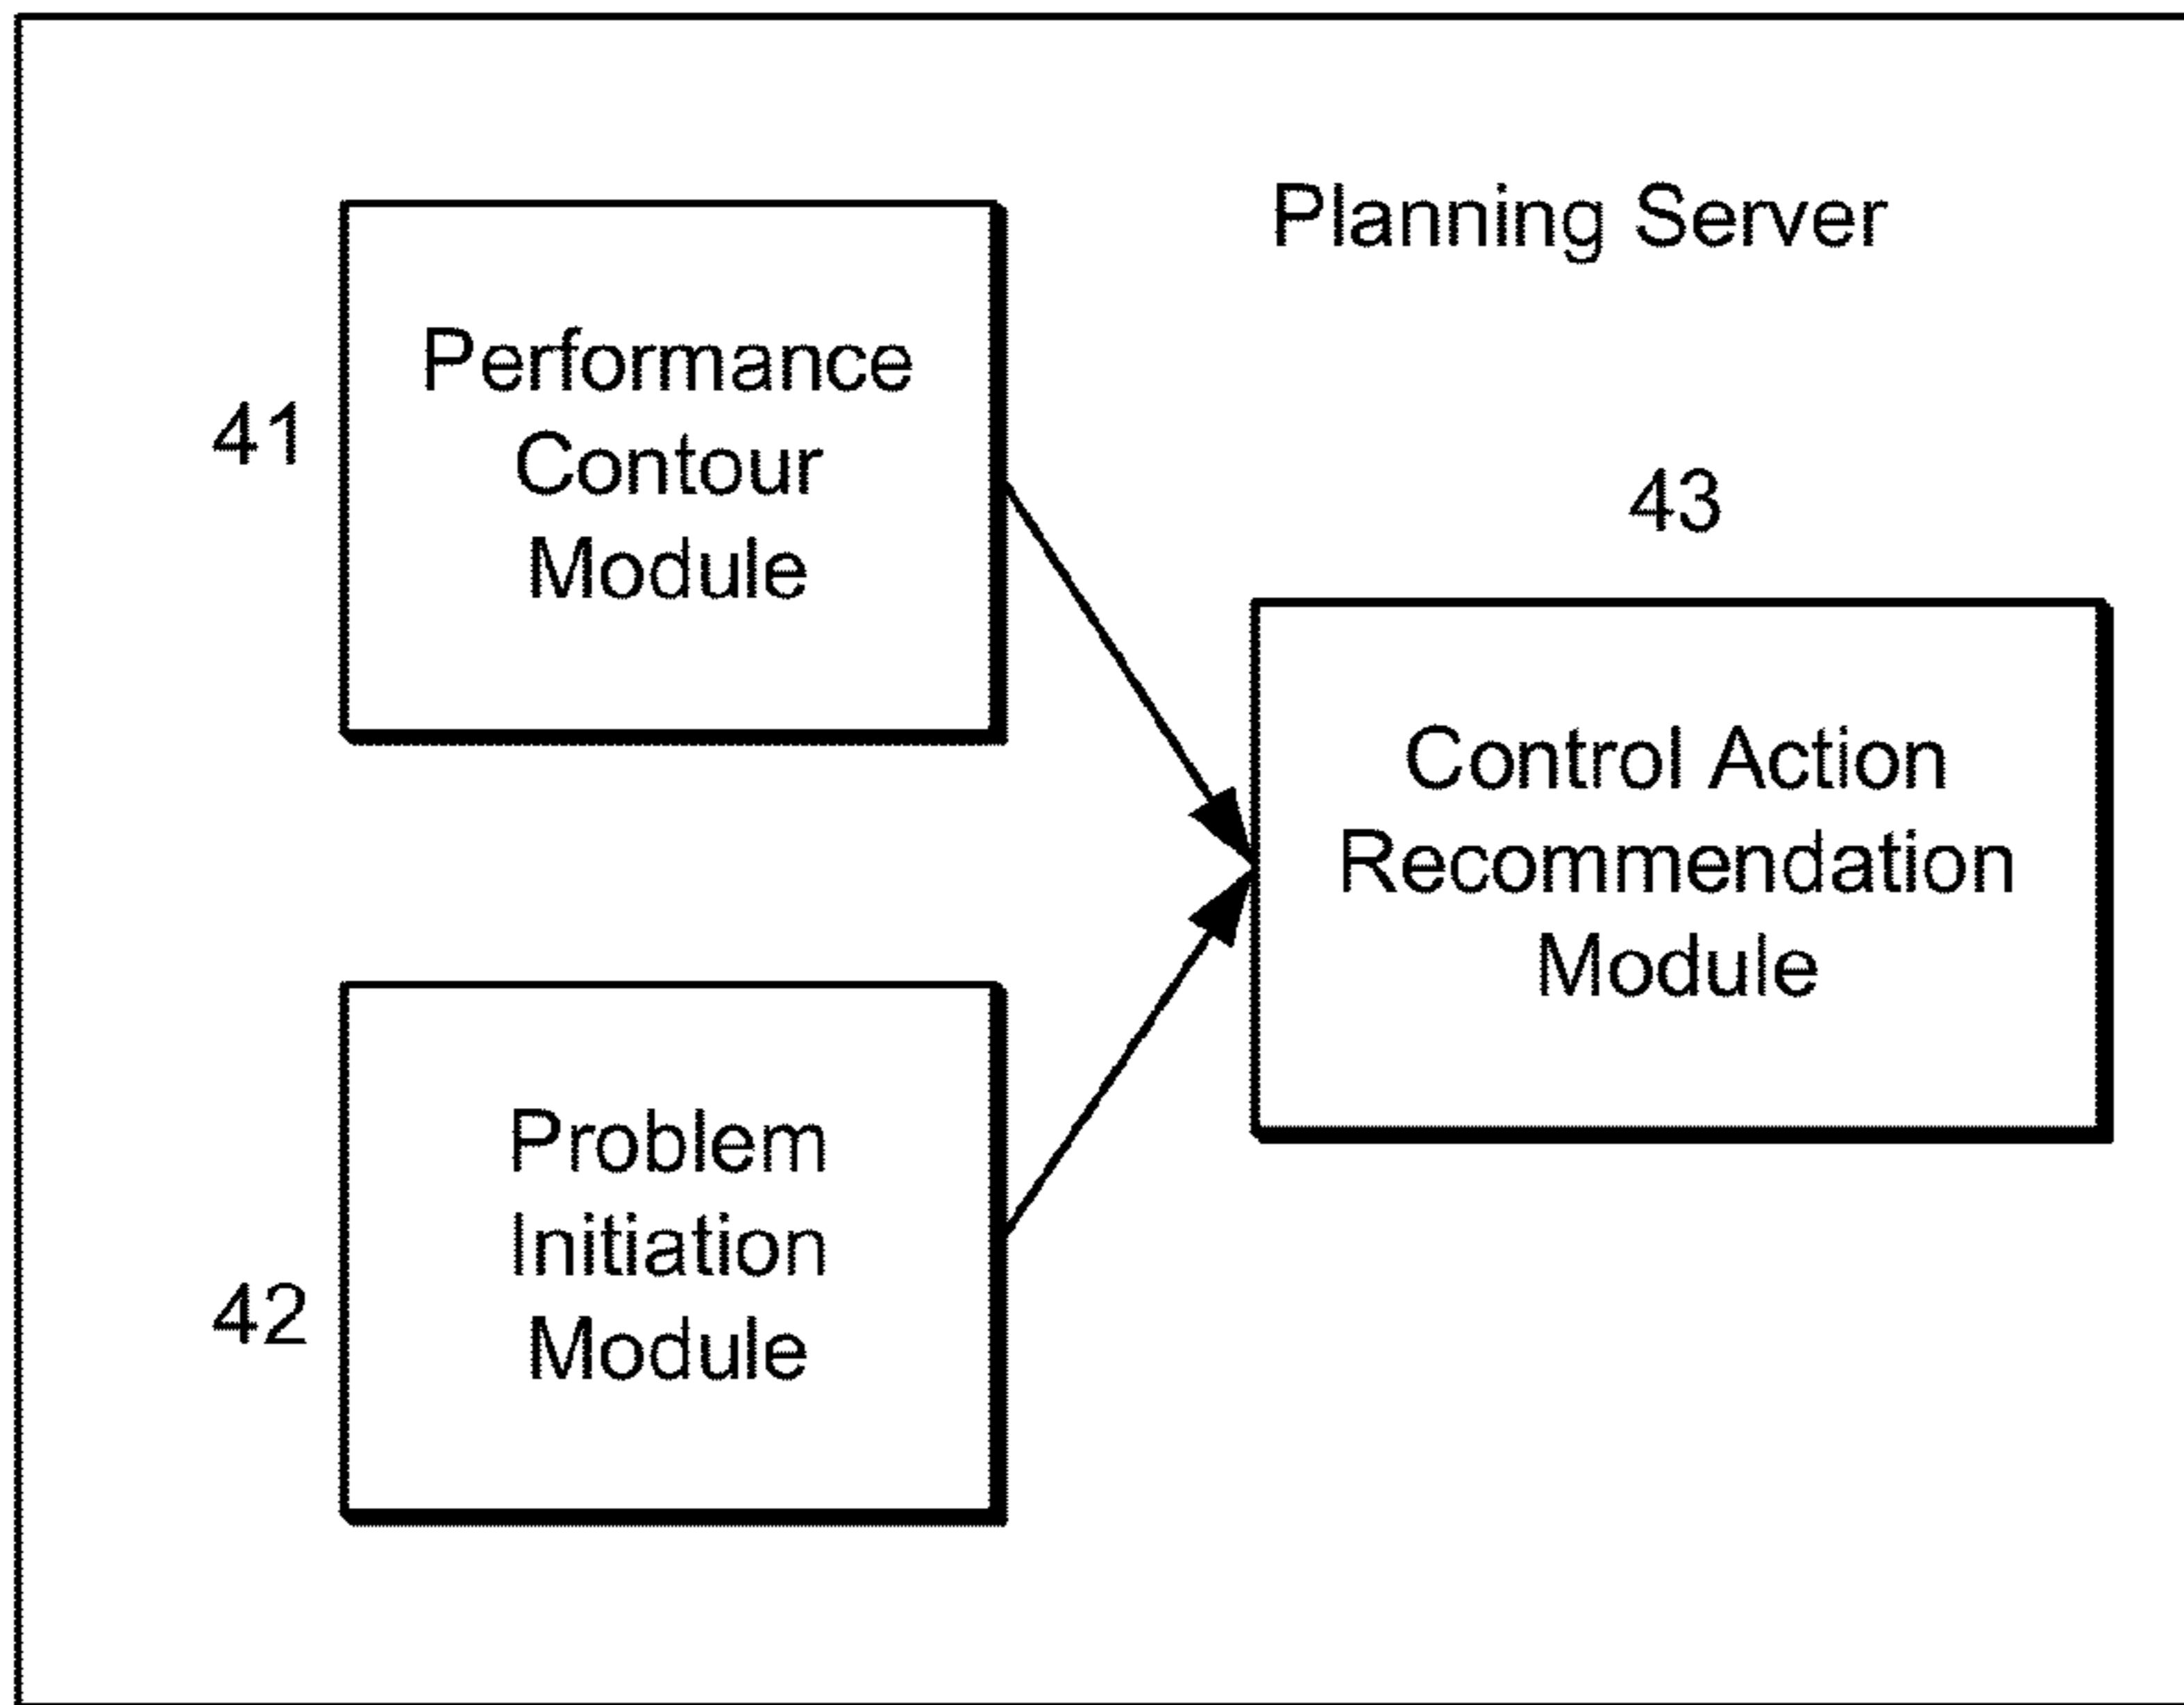 Planning Server
41
Performance
Contour
Module
43
Control Action
Recommendation
Module
42
Problem
Initiation
Module